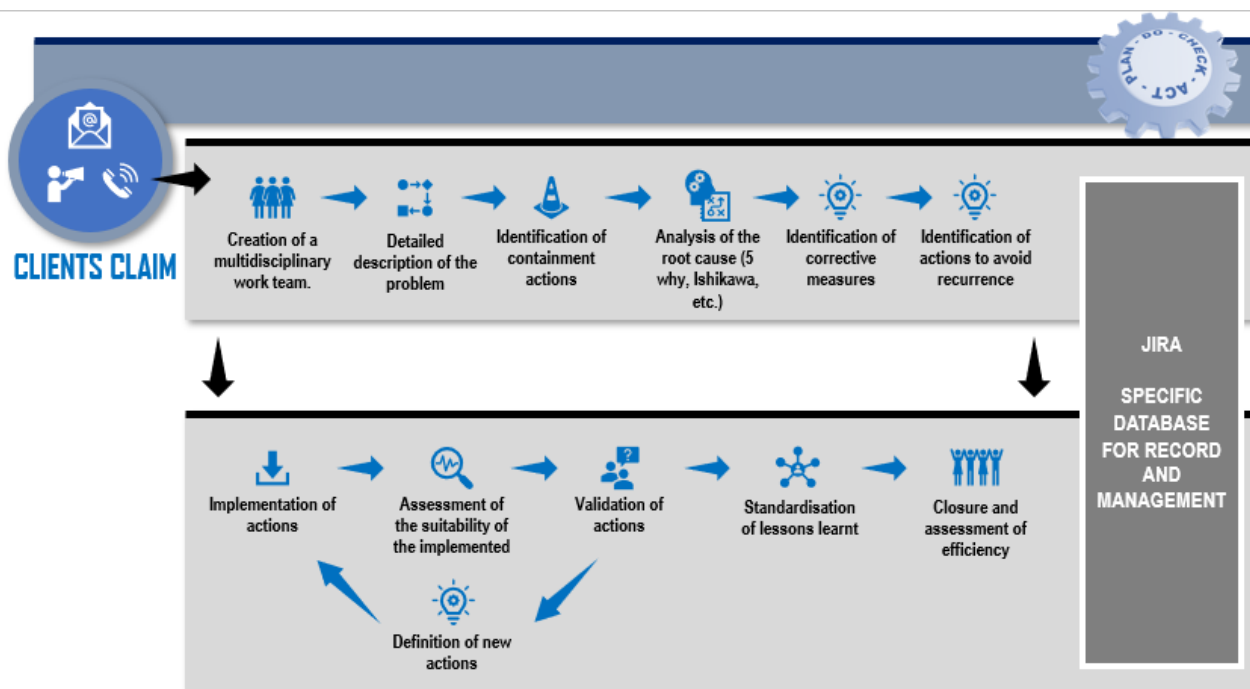 PLAN - DO - CHECK - ACT -
@
CLIENTS CLAIM
Creation of a
multidisciplinary
work team.
Detailed
description of the
problem
Identification of
containment
actions
Analysis of the
root cause (5
why, Ishikawa,
etc.)
Identification of
corrective
measures
Identification of
actions to avoid
recurrence
Implementation of
actions
Assessment of
the suitability of
the implemented
?
Validation of
actions
Standardisation
of lessons learnt
Closure and
assessment of
efficiency
Definition of new
actions
JIRA
SPECIFIC
DATABASE
FOR RECORD
AND
MANAGEMENT